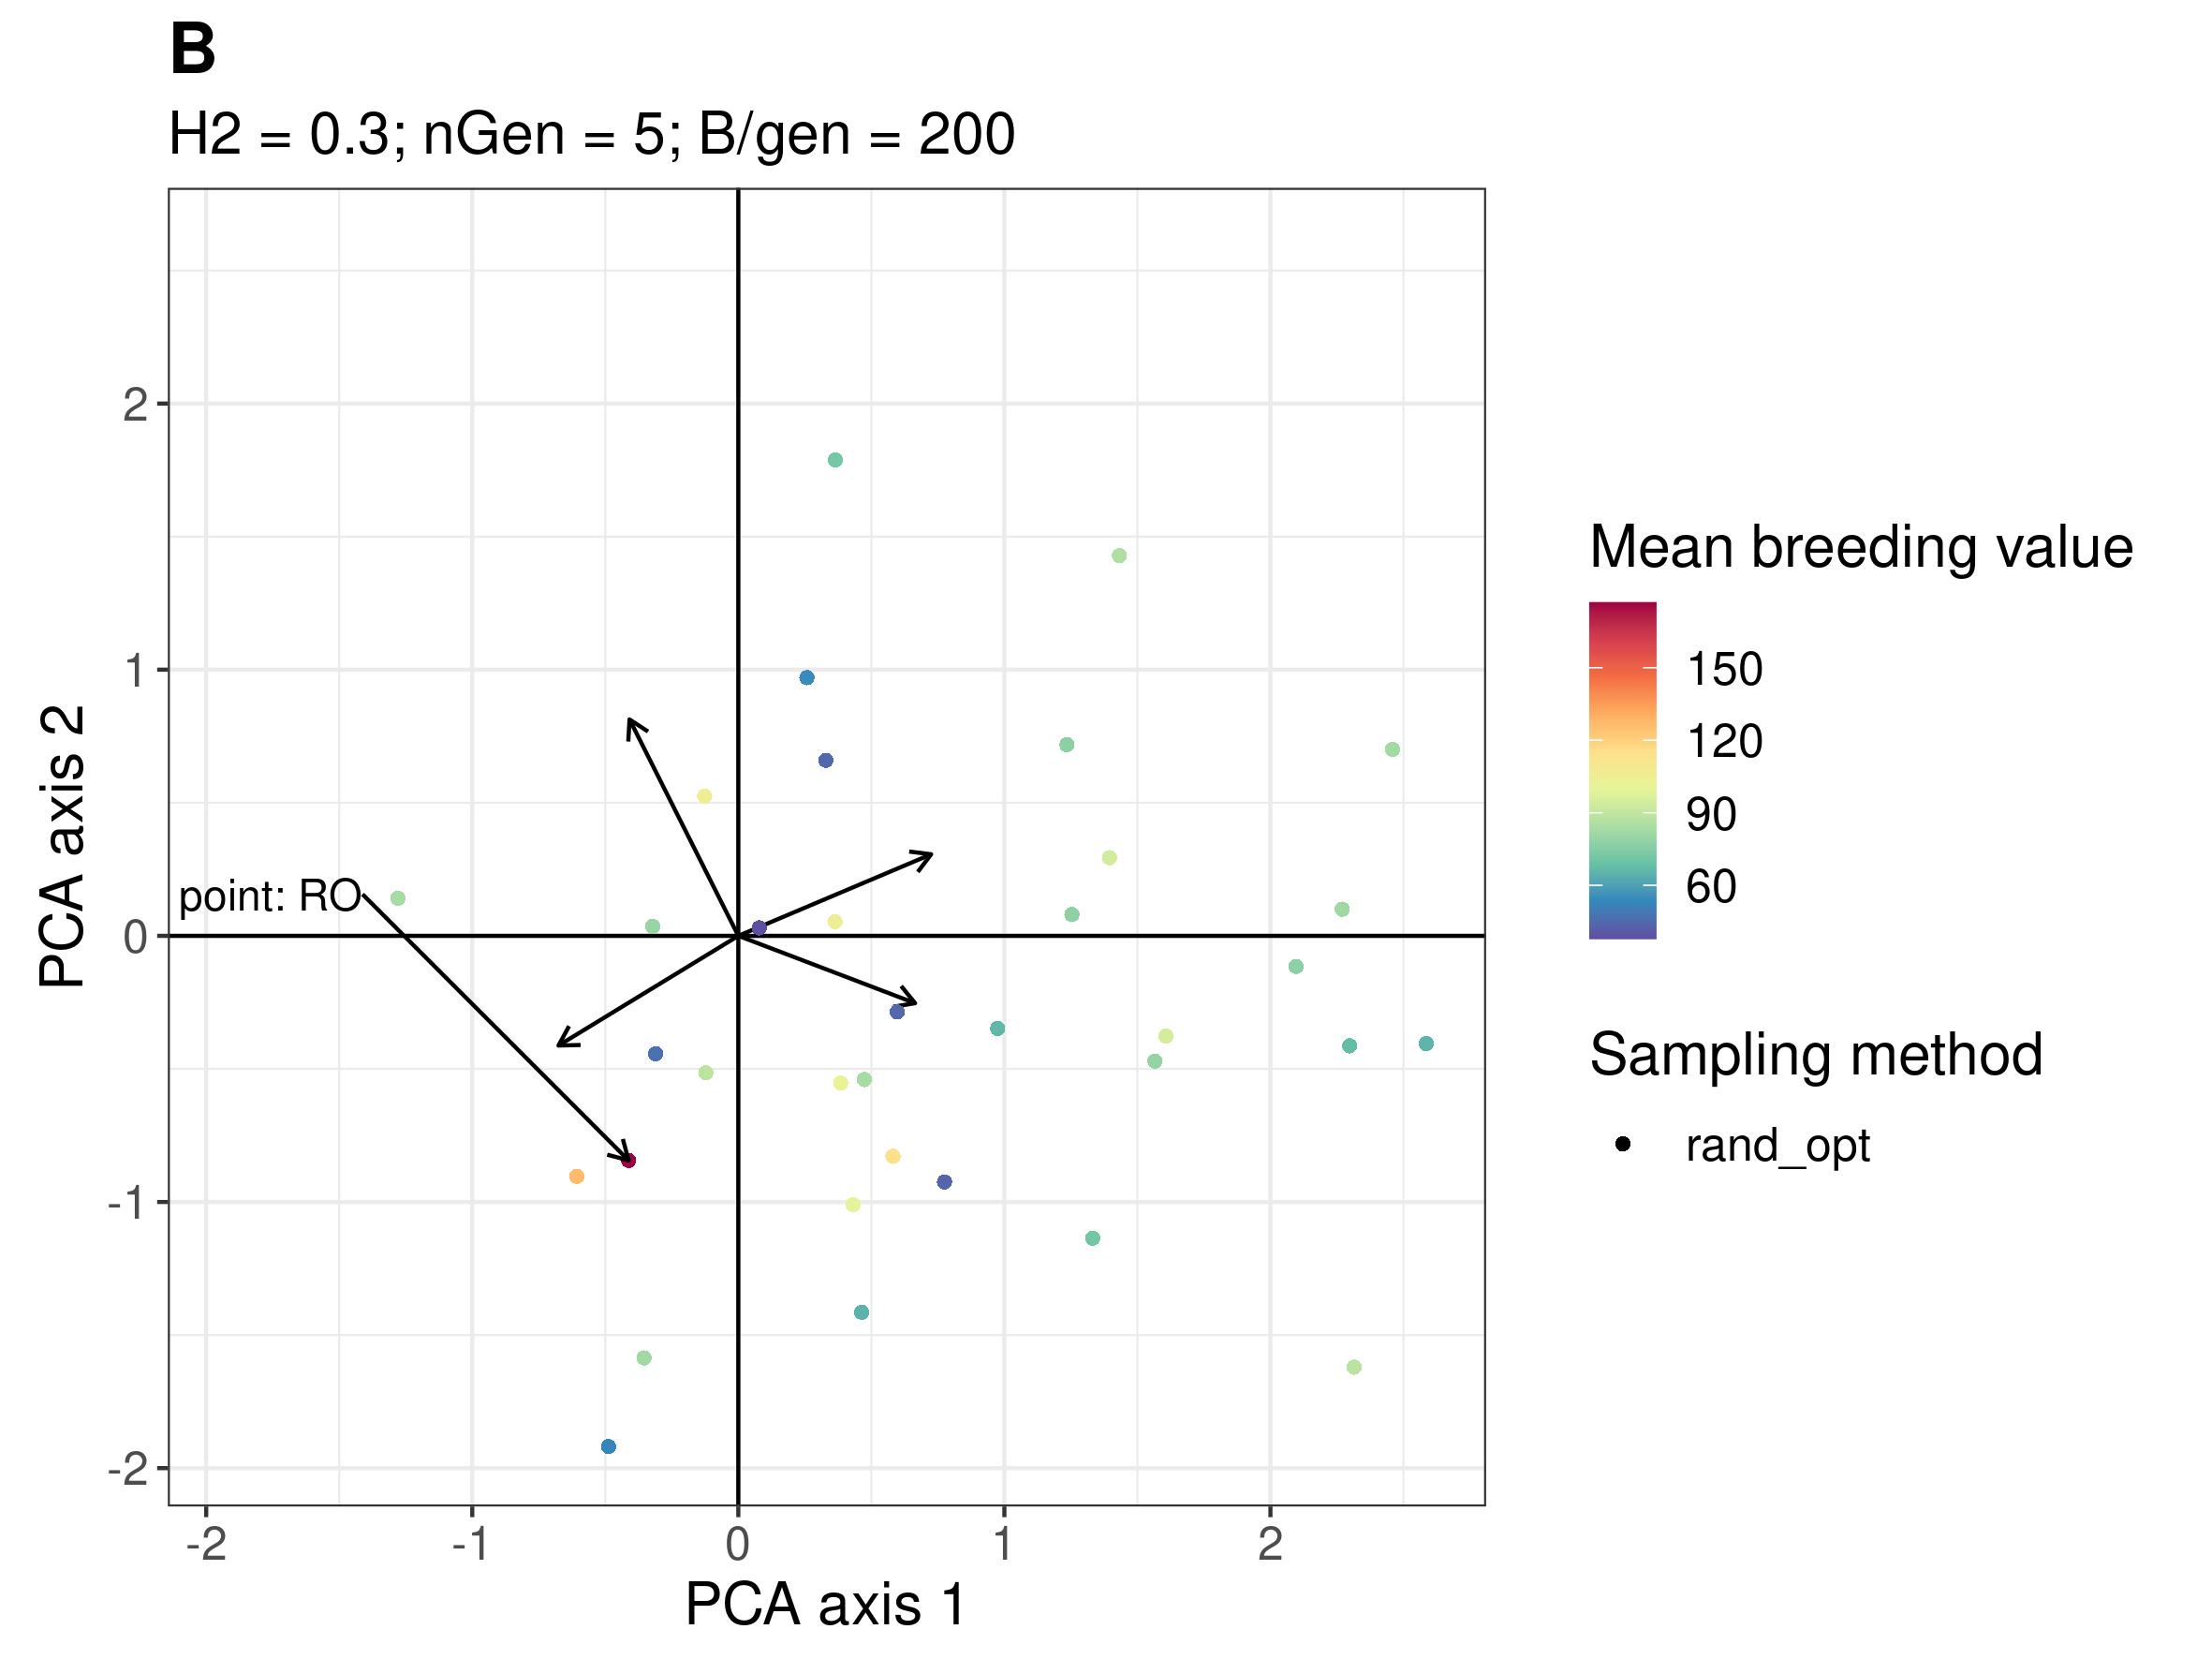 B
H2 = 0.3; nGen = 5; B/gen = 200
PCA axis 2
2
1
0
-1
-2
point: RO
-2
-1
0
1
2
PCA axis 1
Mean breeding value
150
120
90
60
Sampling method
rand_opt